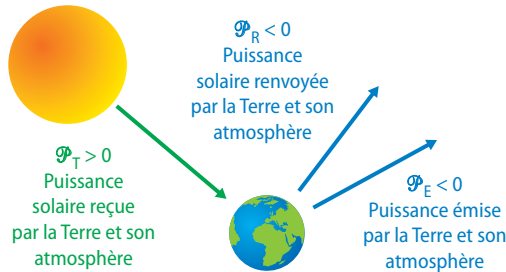 𝒫R < 0
Puissance
solaire renvoyée
par la Terre et son
atmosphère
𝒫T > 0
Puissance
solaire reçue
par la Terre et son
atmosphère
𝒫E < 0
Puissance émise
par la Terre et son
atmosphère